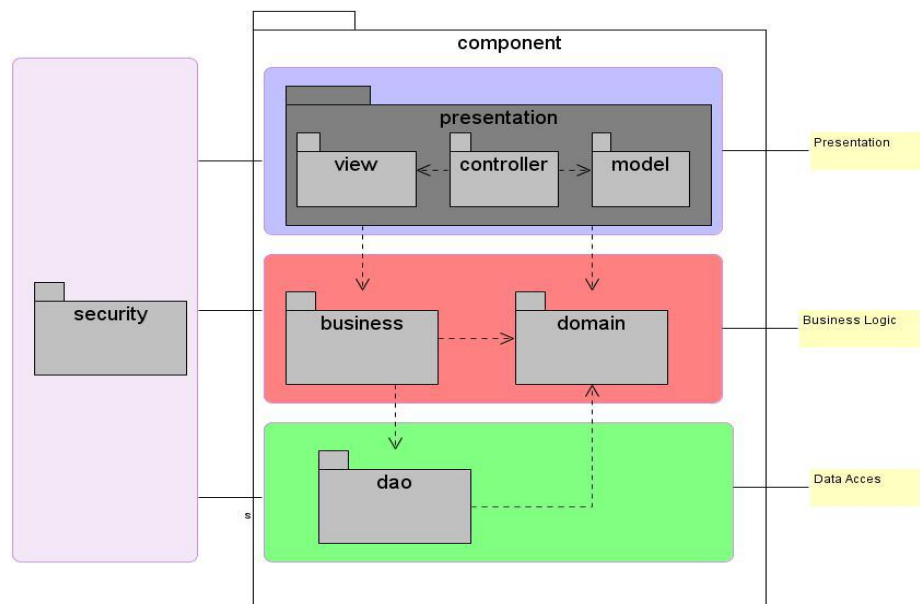 component
presentation
view
controller
model
Presentation
security
business
domain
Business Logic
dao
Data Acces
s